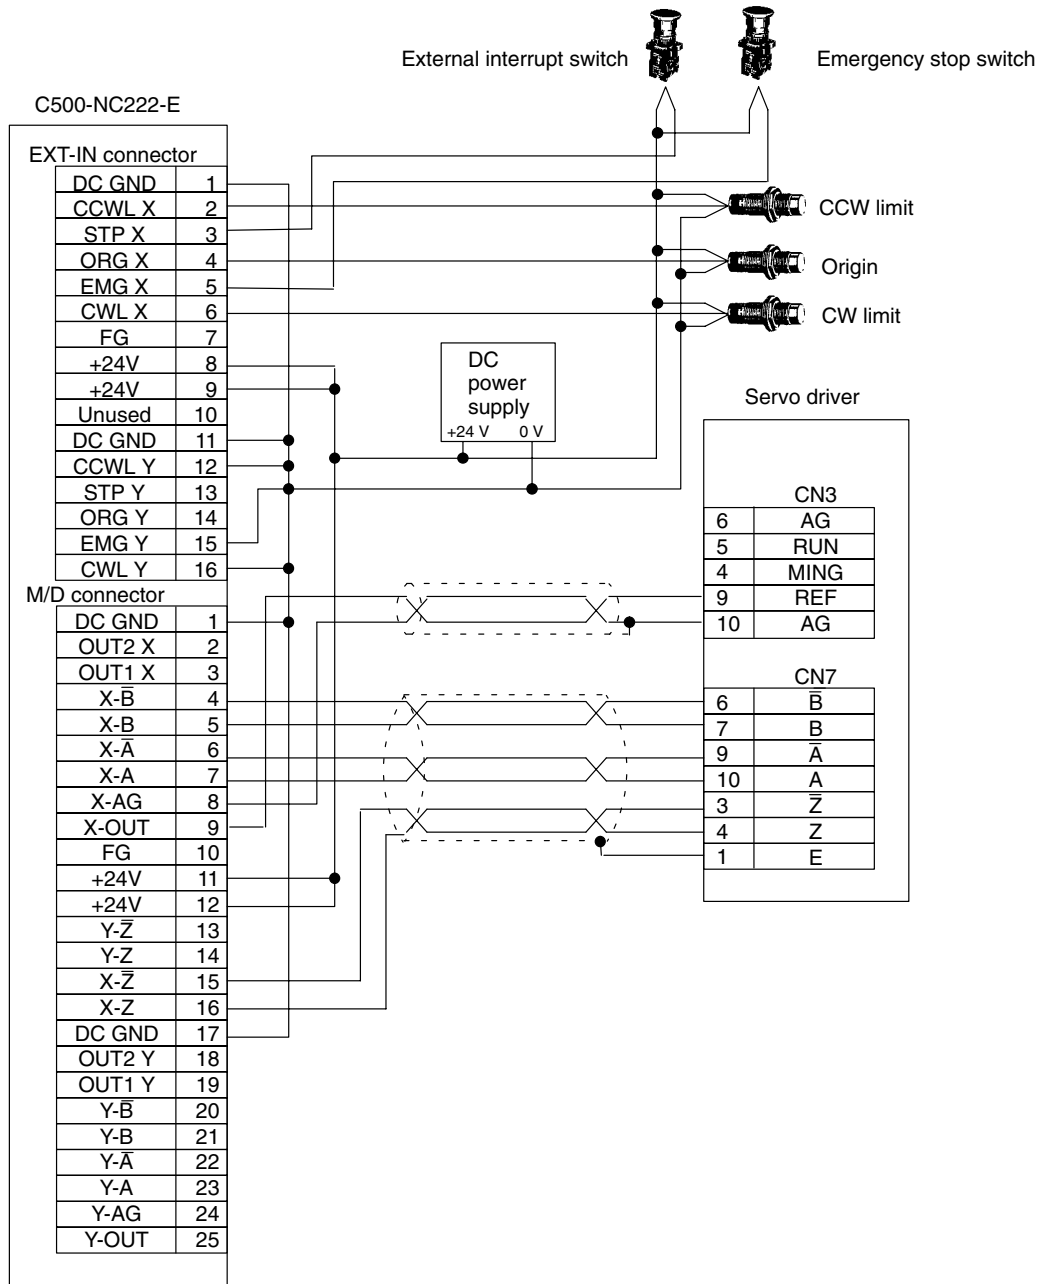 External interrupt switch
Emergency stop switch
C500-NC222-E
EXT-IN connector
DC GND 1
CCWL X 2
STP X 3
ORG X 4
EMG X 5
CWL X 6
FG 7
+24V 8
+24V 9
Unused 10
DC GND 11
CCWL Y 12
STP Y 13
ORG Y 14
EMG Y 15
CWL Y 16
CCW limit
Origin
CW limit
DC
power
supply
+24 V 0 V
M/D connector
DC GND 1
OUT2 X 2
OUT1 X 3
X-B̅ 4
X-B 5
X-A̅ 6
X-A 7
X-AG 8
X-OUT 9
FG 10
+24V 11
+24V 12
Y-Z̅ 13
Y-Z 14
X-Z̅ 15
X-Z 16
DC GND 17
OUT2 Y 18
OUT1 Y 19
Y-B̅ 20
Y-B 21
Y-A̅ 22
Y-A 23
Y-AG 24
Y-OUT 25
Servo driver
CN3
6 AG
5 RUN
4 MING
9 REF
10 AG
CN7
6 B̅
7 B
9 A̅
10 A
3 Z̅
4 Z
1 E